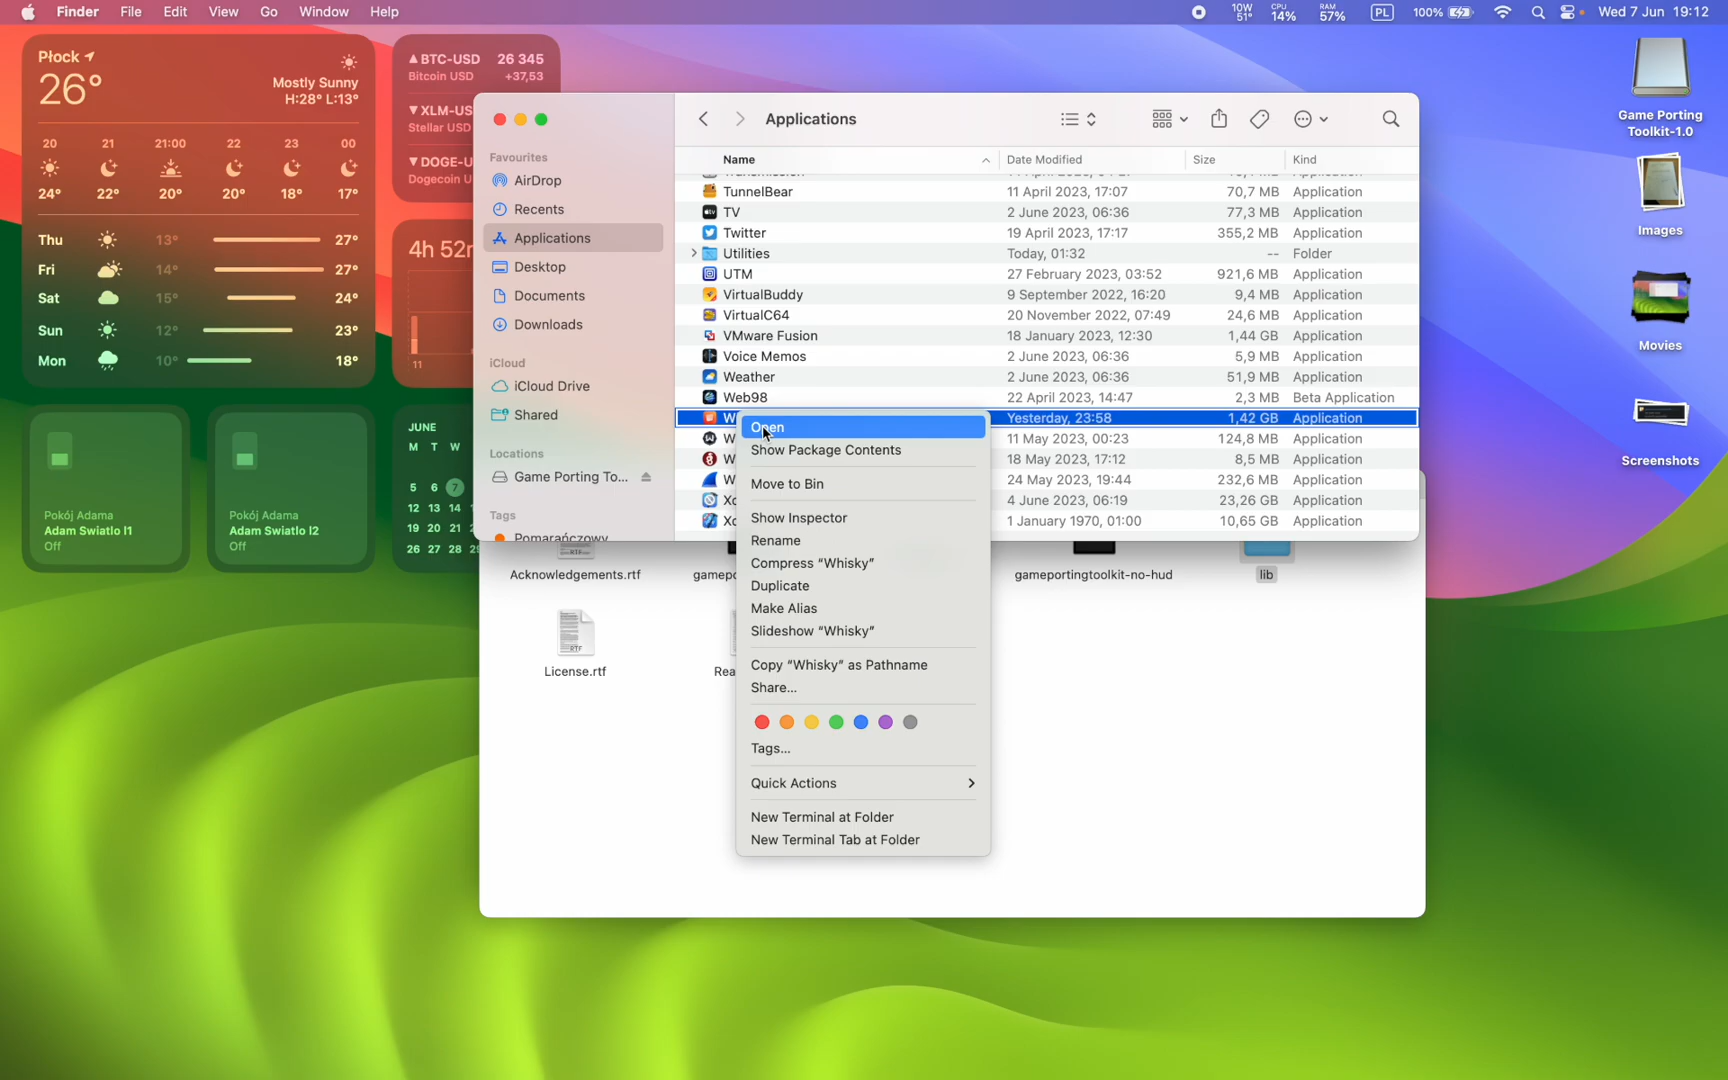 Finder File Edit View Go Window Help
10W 51° CPU 14% RAM 57% PL 100% Wed 7 Jun 19:12
Płock
26°
Mostly Sunny
H:28° L:13°
20 21 21:00 22 23 00
24° 22° 20° 20° 18° 17°
Thu 13° 27°
Fri 14° 27°
Sat 15° 24°
Sun 12° 23°
Mon 10° 18°
BTC-USD 26 345
Bitcoin USD +37,53
XLM-US
Stellar USD
DOGE-U
Dogecoin U
4h 52
11
Pokój Adama
Adam Swiatlo l1
Off
Pokój Adama
Adam Swiatlo l2
Off
JUNE
M T W
5 6 7
12 13 14
19 20 21
26 27 28
Favourites
AirDrop
Recents
Applications
Desktop
Documents
Downloads
iCloud
iCloud Drive
Shared
Locations
Game Porting To...
Tags
Pomarańczowy
Applications
Name Date Modified Size Kind
TunnelBear 11 April 2023, 17:07 70,7 MB Application
TV 2 June 2023, 06:36 77,3 MB Application
Twitter 19 April 2023, 17:17 355,2 MB Application
Utilities Today, 01:32 -- Folder
UTM 27 February 2023, 03:52 921,6 MB Application
VirtualBuddy 9 September 2022, 16:20 9,4 MB Application
VirtualC64 20 November 2022, 07:49 24,6 MB Application
VMware Fusion 18 January 2023, 12:30 1,44 GB Application
Voice Memos 2 June 2023, 06:36 5,9 MB Application
Weather 2 June 2023, 06:36 51,9 MB Application
Web98 22 April 2023, 14:47 2,3 MB Beta Application
W Yesterday, 23:58 1,42 GB Application
W 11 May 2023, 00:23 124,8 MB Application
W 18 May 2023, 17:12 8,5 MB Application
W 24 May 2023, 19:44 232,6 MB Application
Xc 4 June 2023, 06:19 23,26 GB Application
Xc 1 January 1970, 01:00 10,65 GB Application
Open
Show Package Contents
Move to Bin
Show Inspector
Rename
Compress “Whisky”
Duplicate
Make Alias
Slideshow “Whisky”
Copy “Whisky” as Pathname
Share...
Tags...
Quick Actions
New Terminal at Folder
New Terminal Tab at Folder
RTF
Acknowledgements.rtf gamepo gameportingtoolkit-no-hud lib
RTF
License.rtf Rea
Game Porting
Toolkit-1.0
Images
Movies
Screenshots